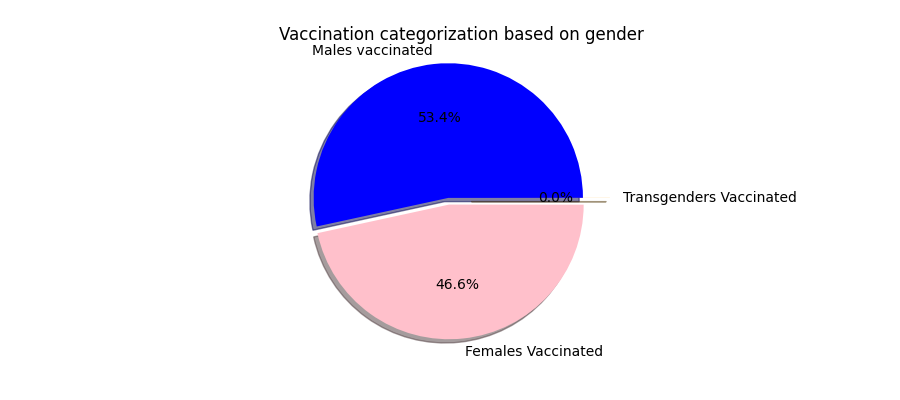 Vaccination categorization based on gender
Males vaccinated
53.4%
0.0%
Transgenders Vaccinated
46.6%
Females Vaccinated